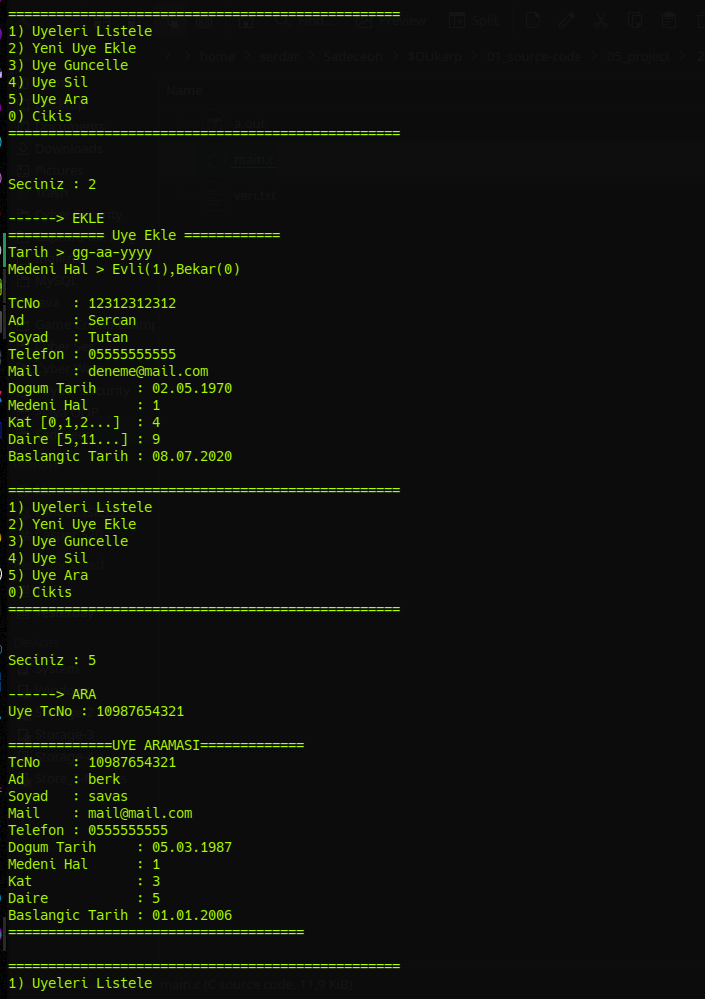 ==================================================
1) Uyeleri Listele
2) Yeni Uye Ekle
3) Uye Guncelle
4) Uye Sil
5) Uye Ara
0) Cikis
==================================================
Seciniz : 2
------> EKLE
============ Uye Ekle ============
Tarih > gg-aa-yyyy
Medeni Hal > Evli(1),Bekar(0)
TcNo    : 12312312312
Ad      : Sercan
Soyad   : Tutan
Telefon : 05555555555
Mail    : deneme@mail.com
Dogum Tarih     : 02.05.1970
Medeni Hal      : 1
Kat [0,1,2...]  : 4
Daire [5,11...] : 9
Baslangic Tarih : 08.07.2020
==================================================
1) Uyeleri Listele
2) Yeni Uye Ekle
3) Uye Guncelle
4) Uye Sil
5) Uye Ara
0) Cikis
==================================================
Seciniz : 5
------> ARA
Uye TcNo : 10987654321
=============UYE ARAMASI=============
TcNo    : 10987654321
Ad      : berk
Soyad   : savas
Mail    : mail@mail.com
Telefon : 0555555555
Dogum Tarih     : 05.03.1987
Medeni Hal      : 1
Kat             : 3
Daire           : 5
Baslangic Tarih : 01.01.2006
=====================================
==================================================
1) Uyeleri Listele
main.c (C source code, 11,9 KiB)